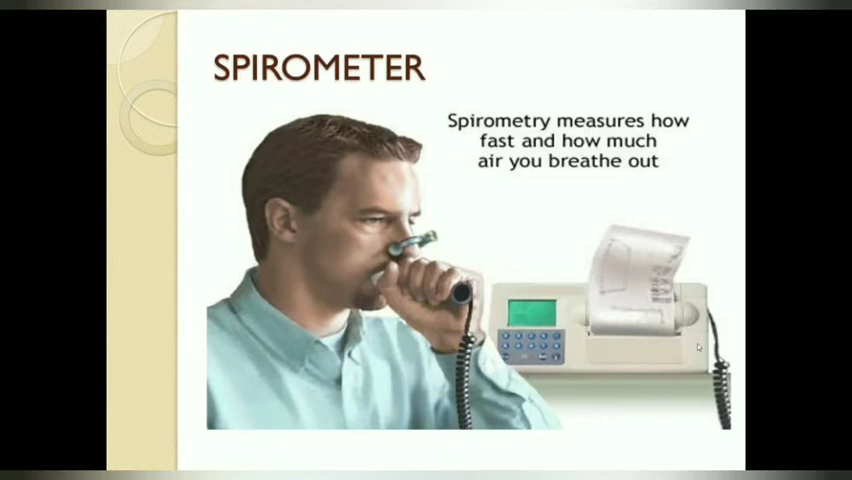 SPIROMETER
Spirometry measures how
fast and how much
air you breathe out